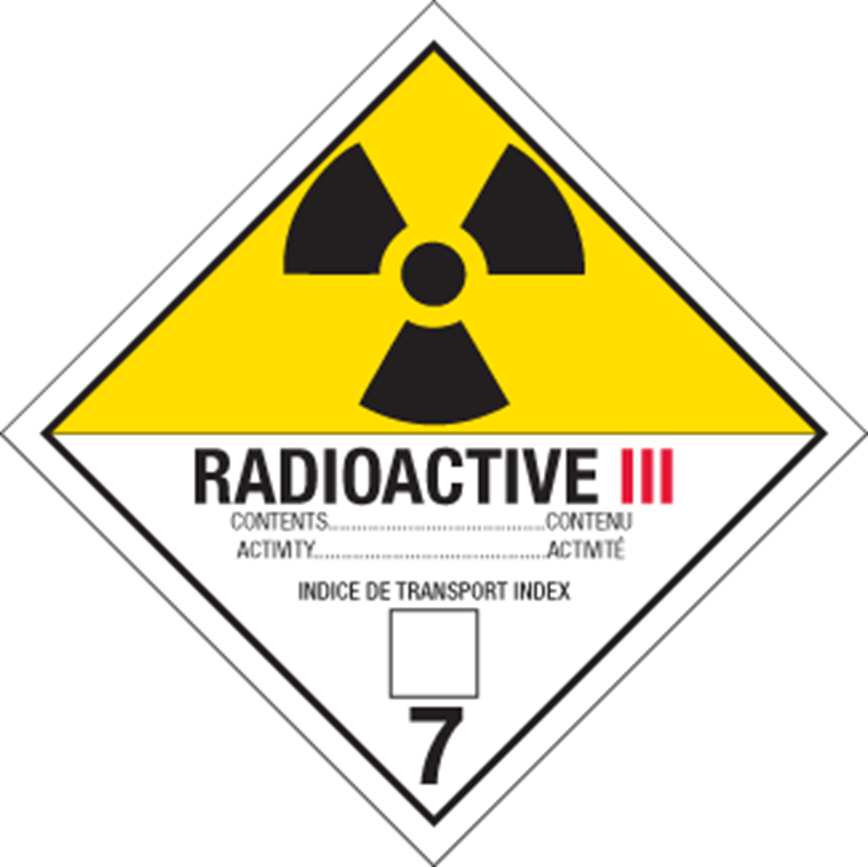 RADIOACTIVE III
CONTENTS......................................CONTENU
ACTIVITY.........................................ACTIVITÉ
INDICE DE TRANSPORT INDEX
7